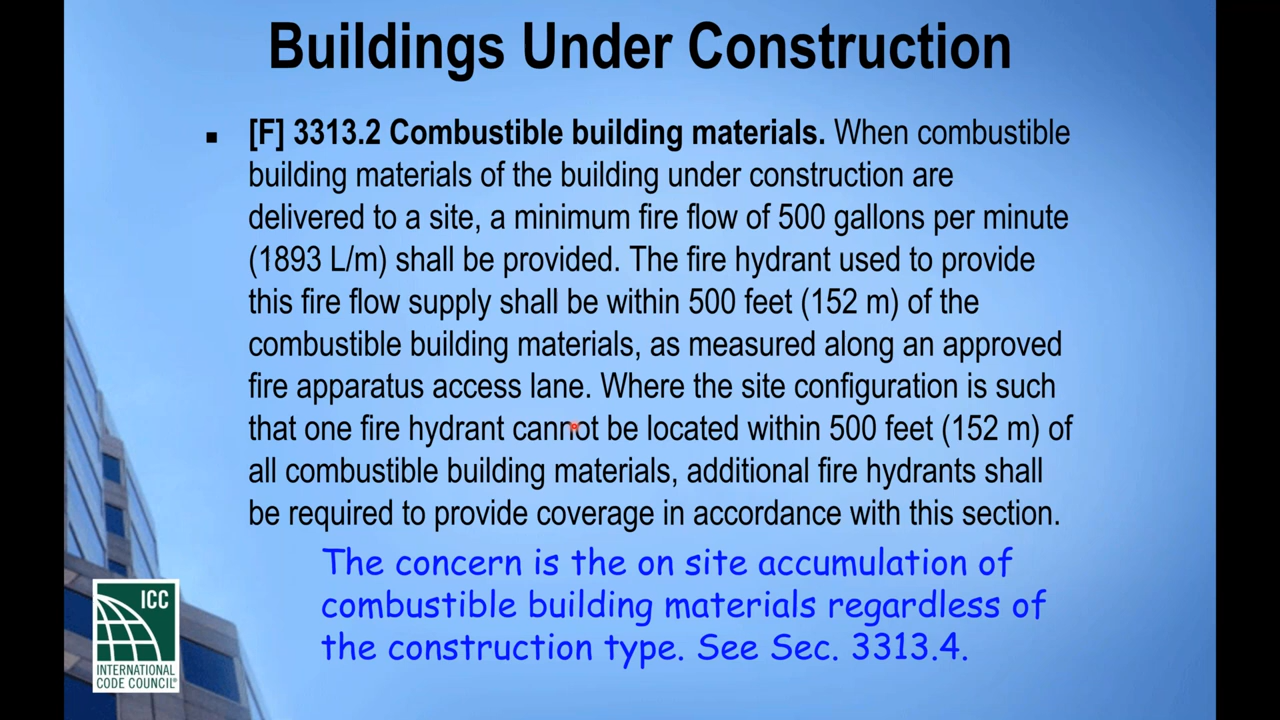 Buildings Under Construction
[F] 3313.2 Combustible building materials. When combustible
building materials of the building under construction are
delivered to a site, a minimum fire flow of 500 gallons per minute
(1893 L/m) shall be provided. The fire hydrant used to provide
this fire flow supply shall be within 500 feet (152 m) of the
combustible building materials, as measured along an approved
fire apparatus access lane. Where the site configuration is such
that one fire hydrant cannot be located within 500 feet (152 m) of
all combustible building materials, additional fire hydrants shall
be required to provide coverage in accordance with this section.
The concern is the on site accumulation of
combustible building materials regardless of
the construction type. See Sec. 3313.4.
ICC
INTERNATIONAL
CODE COUNCIL®